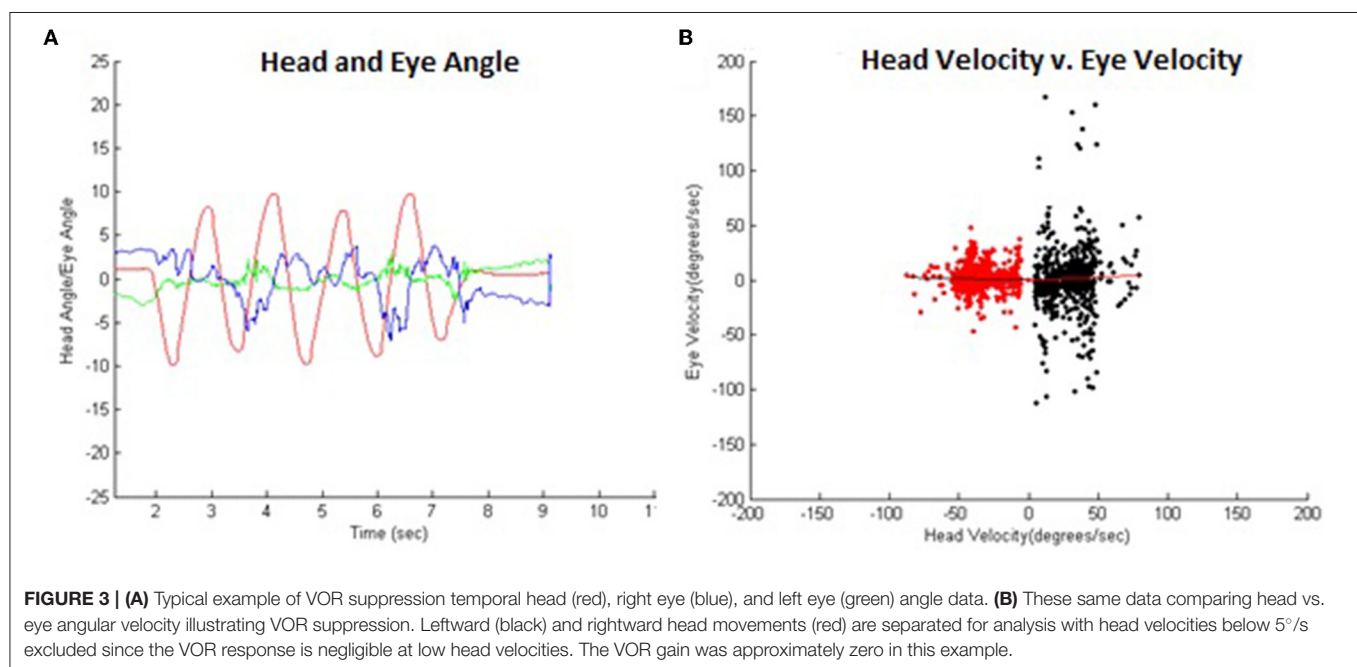 A
Head and Eye Angle
25
20
15
10
5
0
-5
-10
-15
-20
-25
Head Angle/Eye Angle
2 3 4 5 6 7 8 9 10 1
Time (sec)
B
Head Velocity v. Eye Velocity
200
150
100
50
0
-50
-100
-150
-200
Eye Velocity(degrees/sec)
-200 -150 -100 -50 0 50 100 150 200
Head Velocity(degrees/sec)
FIGURE 3 | (A) Typical example of VOR suppression temporal head (red), right eye (blue), and left eye (green) angle data. (B) These same data comparing head vs.
eye angular velocity illustrating VOR suppression. Leftward (black) and rightward head movements (red) are separated for analysis with head velocities below 5°/s
excluded since the VOR response is negligible at low head velocities. The VOR gain was approximately zero in this example.